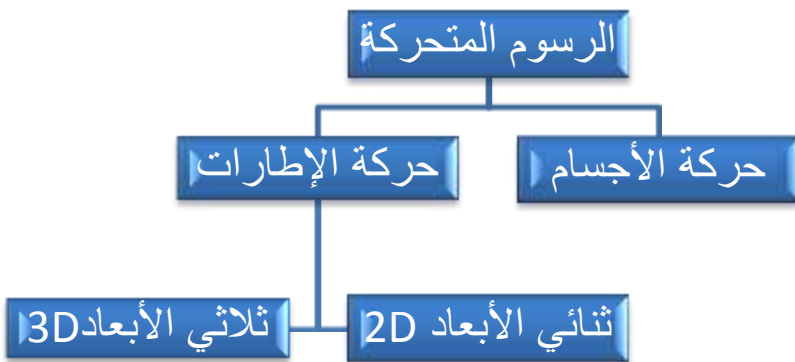 الرسوم المتحركة
حركة الأجسام
حركة الإطارات
ثنائي الأبعاد 2D
ثلاثي الأبعاد3D